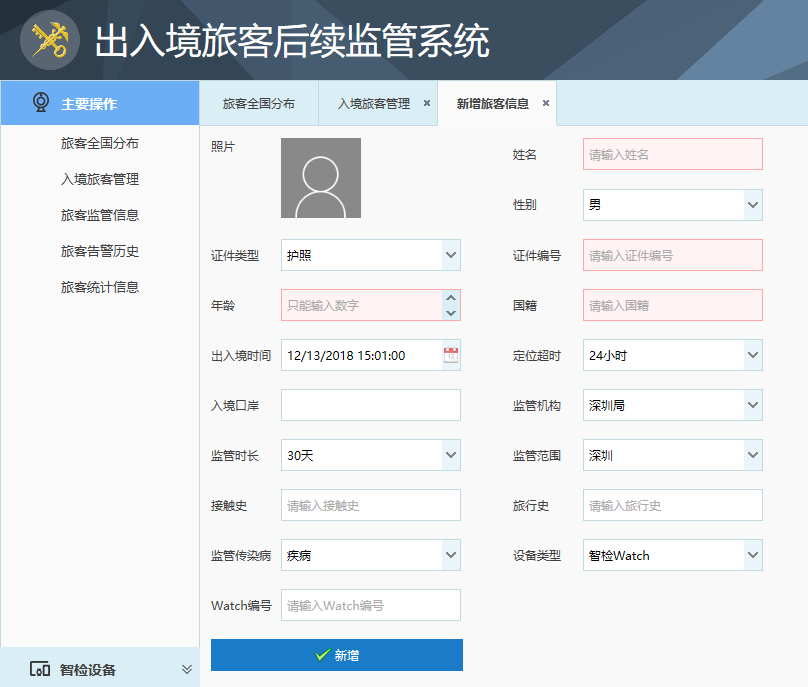 出入境旅客后续监管系统
主要操作
旅客全国分布
入境旅客管理
旅客监管信息
旅客告警历史
旅客统计信息
智检设备
旅客全国分布 入境旅客管理 × 新增旅客信息 ×
照片
姓名 请输入姓名
性别 男
证件类型 护照 证件编号 请输入证件编号
年龄 只能输入数字 国籍 请输入国籍
出入境时间 12/13/2018 15:01:00 定位超时 24小时
入境口岸 监管机构 深圳局
监管时长 30天 监管范围 深圳
接触史 请输入接触史 旅行史 请输入旅行史
监管传染病 疾病 设备类型 智检Watch
Watch编号 请输入Watch编号
新增